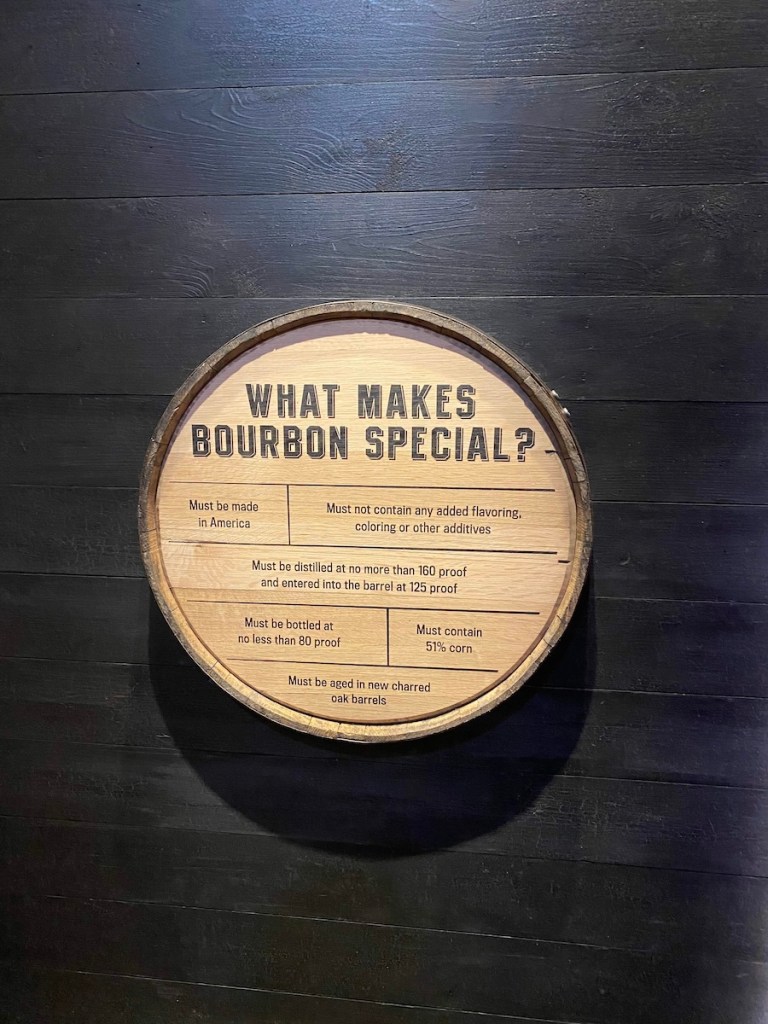 WHAT MAKES
BOURBON SPECIAL?
Must be made
in America
Must not contain any added flavoring,
coloring or other additives
Must be distilled at no more than 160 proof
and entered into the barrel at 125 proof
Must be bottled at
no less than 80 proof
Must contain
51% corn
Must be aged in new charred
oak barrels